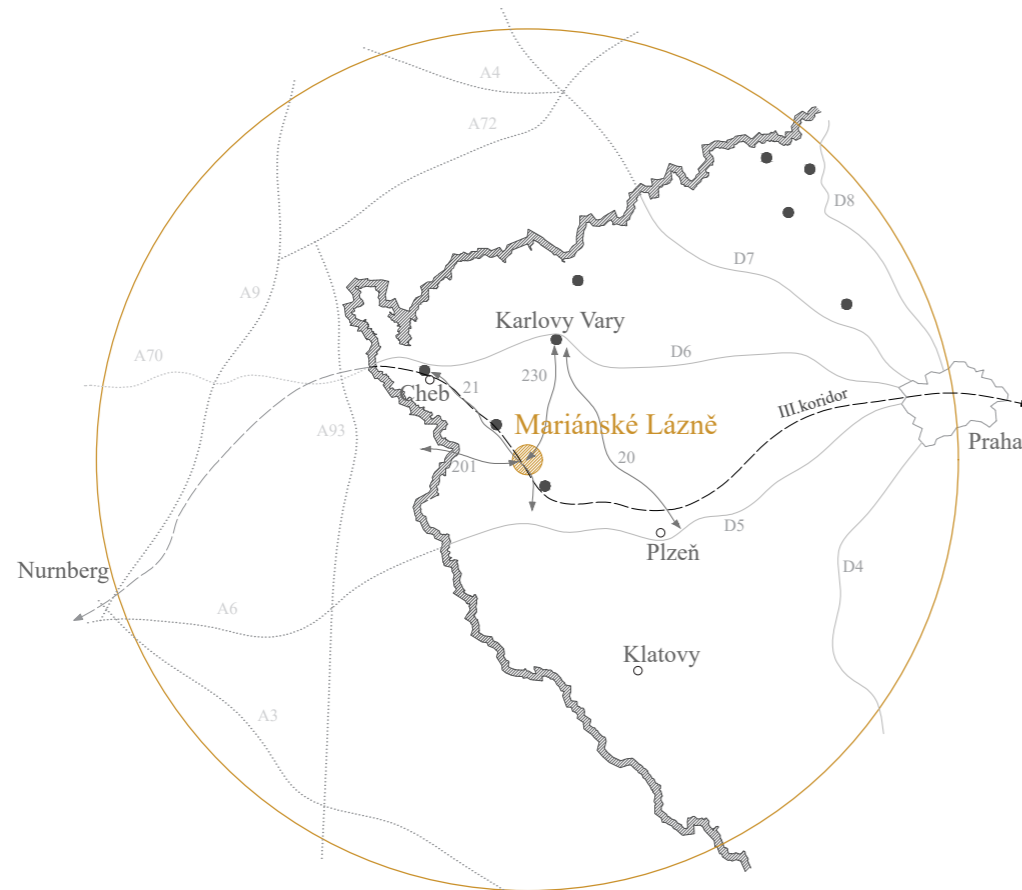 A4
A72
D8
D7
A9
Karlovy Vary
A70
D6
230
21
Cheb
III.koridor
Mariánské Lázně
A93
Praha
20
201
D5
Plzeň
D4
Nurnberg
A6
Klatovy
A3